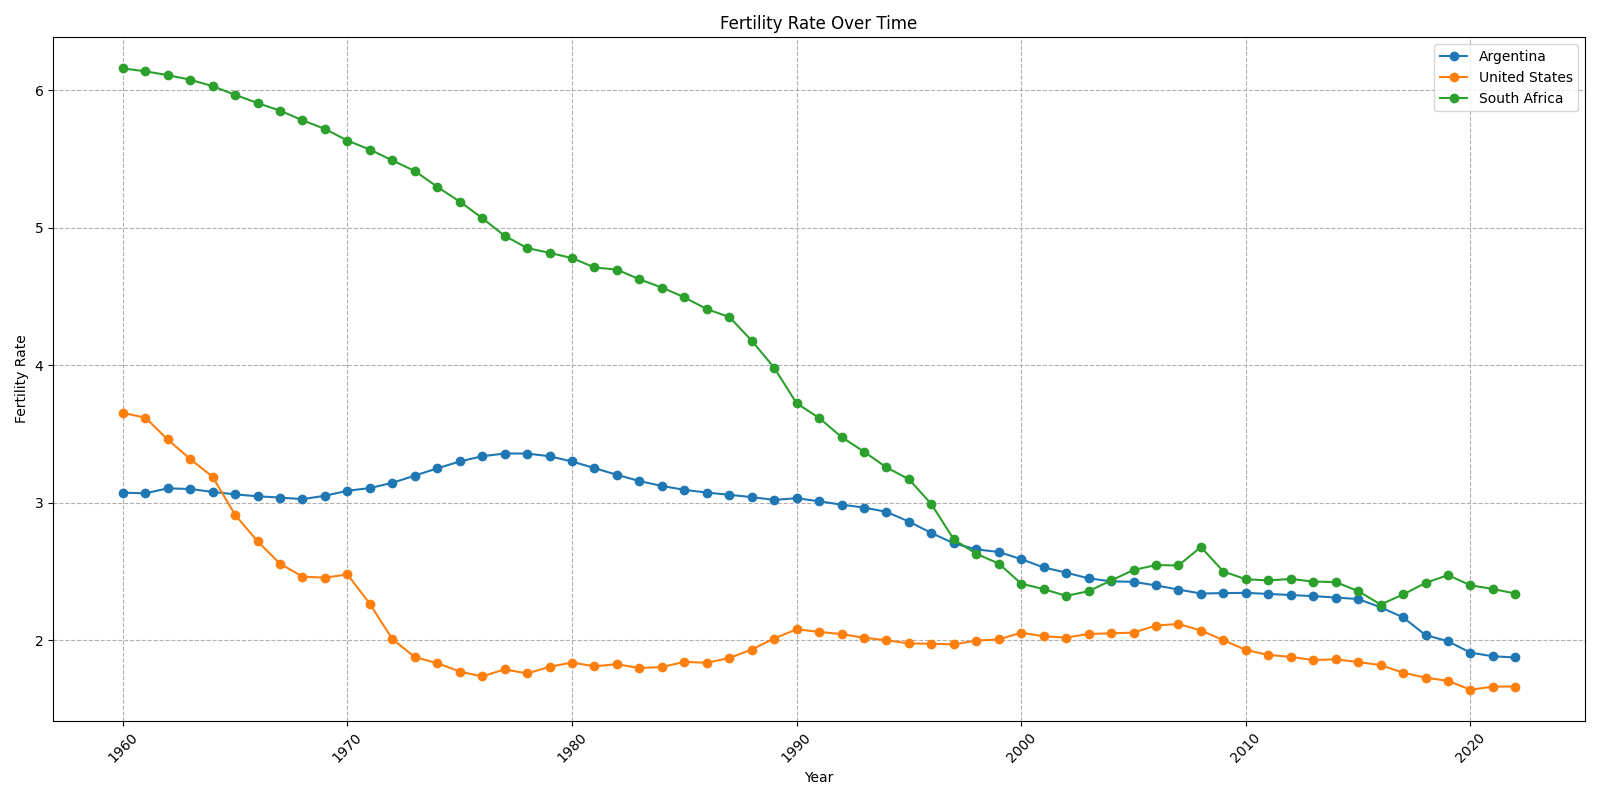 Fertility Rate Over Time
Argentina
United States
South Africa
Fertility Rate
6
5
4
3
2
1960
1970
1980
1990
2000
2010
2020
Year